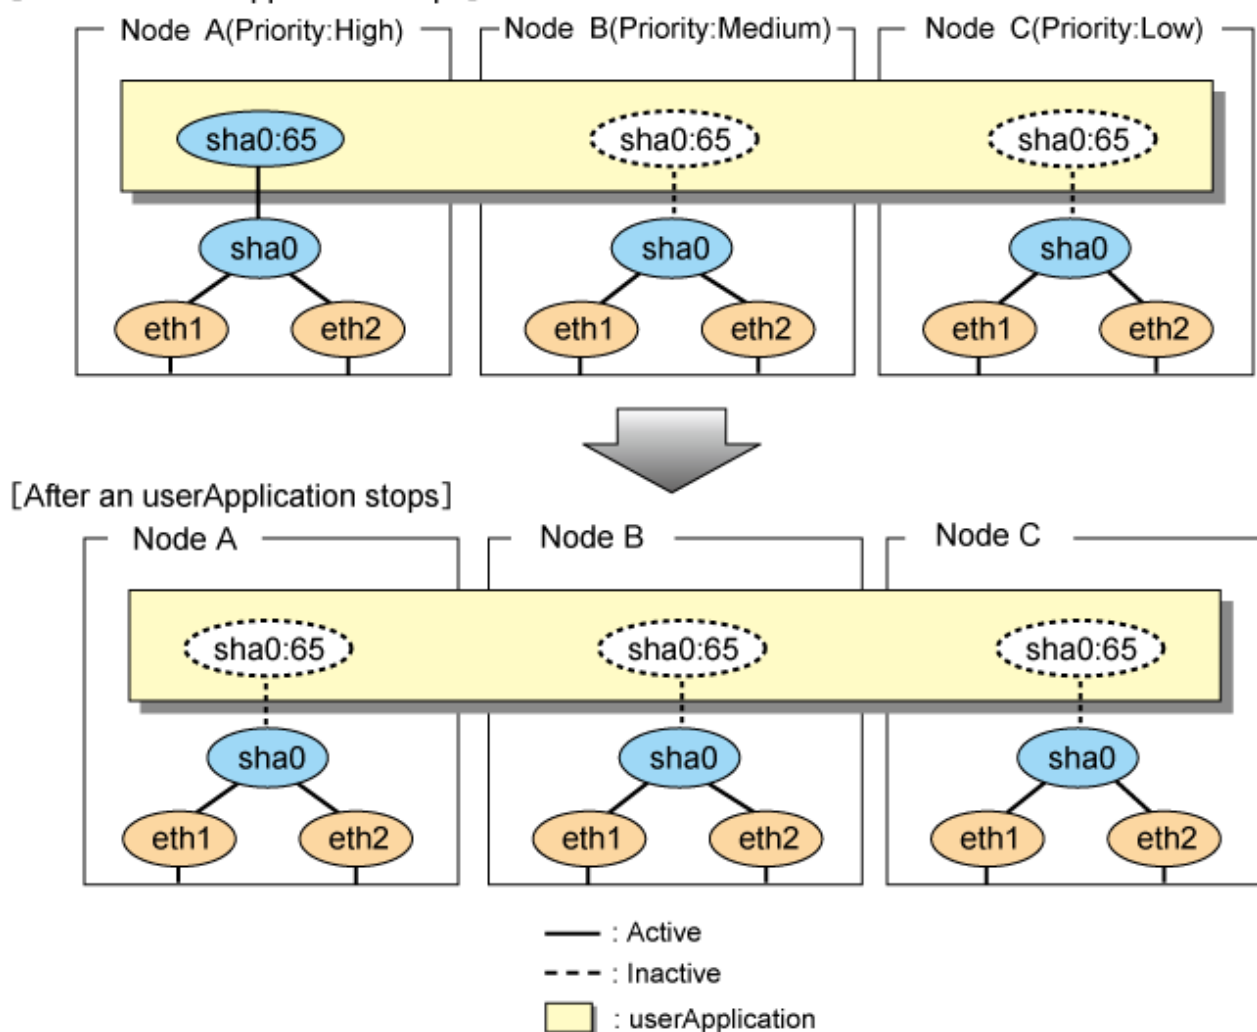 Node A(Priority:High) Node B(Priority:Medium) Node C(Priority:Low)
sha0:65 sha0:65 sha0:65
sha0 sha0 sha0
eth1 eth2 eth1 eth2 eth1 eth2
[After an userApplication stops]
Node A Node B Node C
sha0:65 sha0:65 sha0:65
sha0 sha0 sha0
eth1 eth2 eth1 eth2 eth1 eth2
: Active
: Inactive
: userApplication